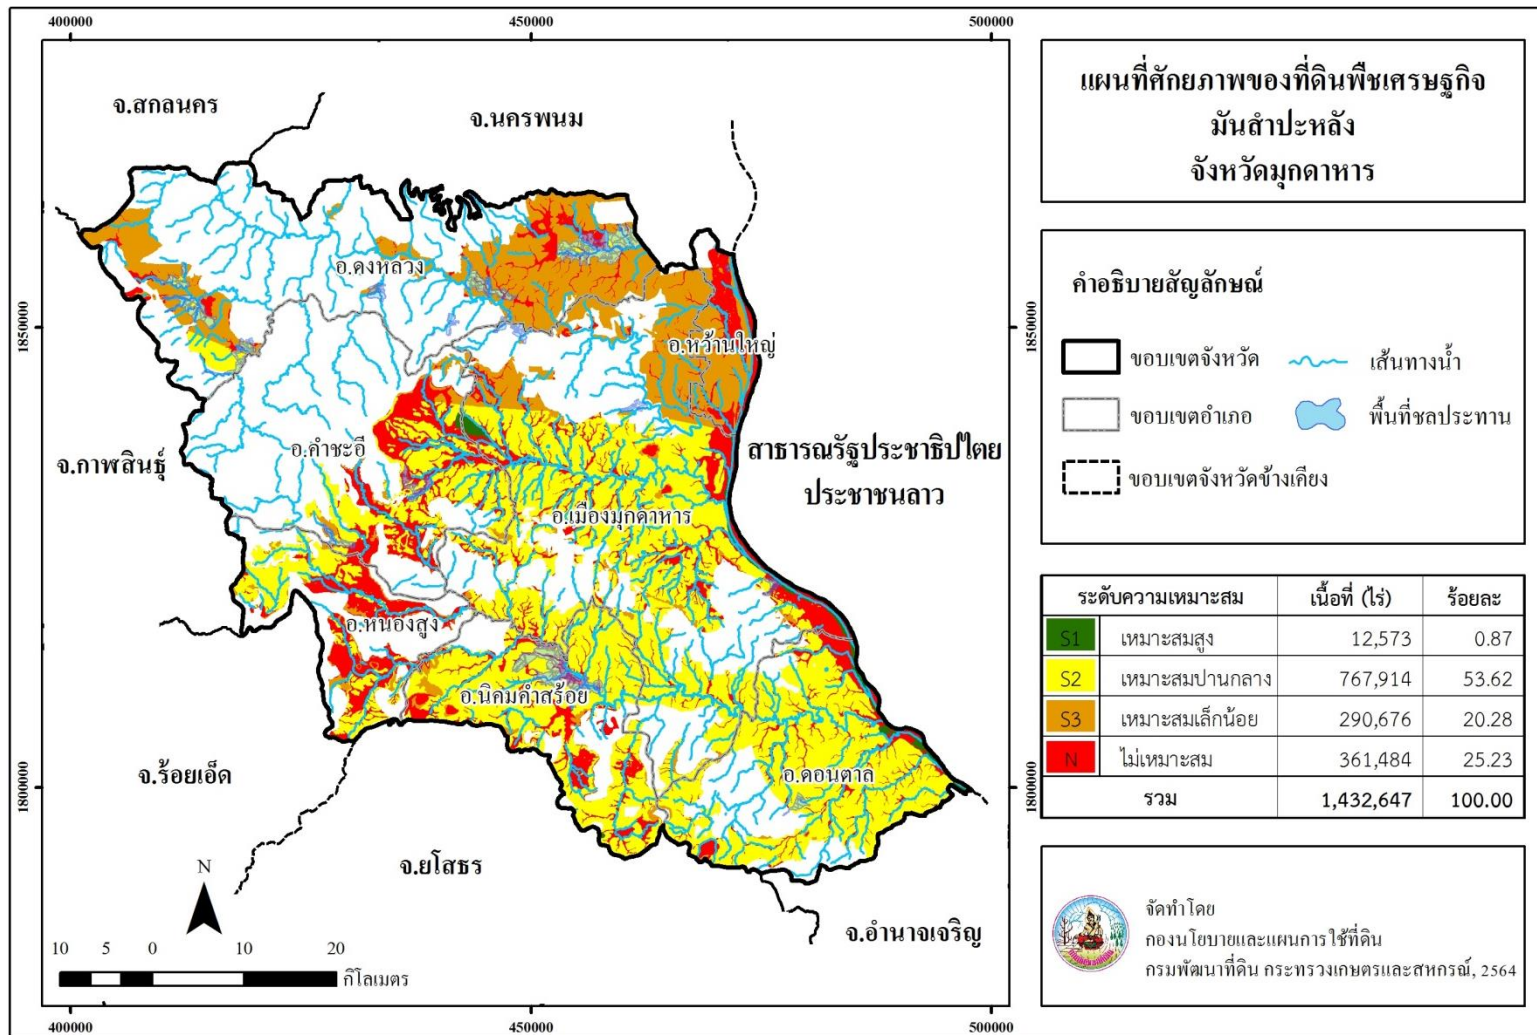 400000
450000
500000
จ.สกลนคร
จ.นครพนม
1850000
1850000
อ.ดงหลวง
อ.หว้านใหญ่
จ.กาฬสินธุ์
อ.คำชะอี
สาธารณรัฐประชาธิปไตย
ประชาชนลาว
อ.เมืองมุกดาหาร
อ.หนองสูง
อ.นิคมคำสร้อย
จ.ร้อยเอ็ด
อ.ดอนตาล
1800000
1800000
จ.ยโสธร
จ.อำนาจเจริญ
N
10 5 0 10 20
กิโลเมตร
400000
450000
500000
แผนที่ศักยภาพของที่ดินพืชเศรษฐกิจ
มันสำปะหลัง
จังหวัดมุกดาหาร
คำอธิบายสัญลักษณ์
ขอบเขตจังหวัด เส้นทางน้ำ
ขอบเขตอำเภอ พื้นที่ชลประทาน
ขอบเขตจังหวัดข้างเคียง
ระดับความเหมาะสม เนื้อที่ (ไร่) ร้อยละ
S1 เหมาะสมสูง 12,573 0.87
S2 เหมาะสมปานกลาง 767,914 53.62
S3 เหมาะสมเล็กน้อย 290,676 20.28
N ไม่เหมาะสม 361,484 25.23
รวม 1,432,647 100.00
จัดทำโดย
กองนโยบายและแผนการใช้ที่ดิน
กรมพัฒนาที่ดิน กระทรวงเกษตรและสหกรณ์, 2564